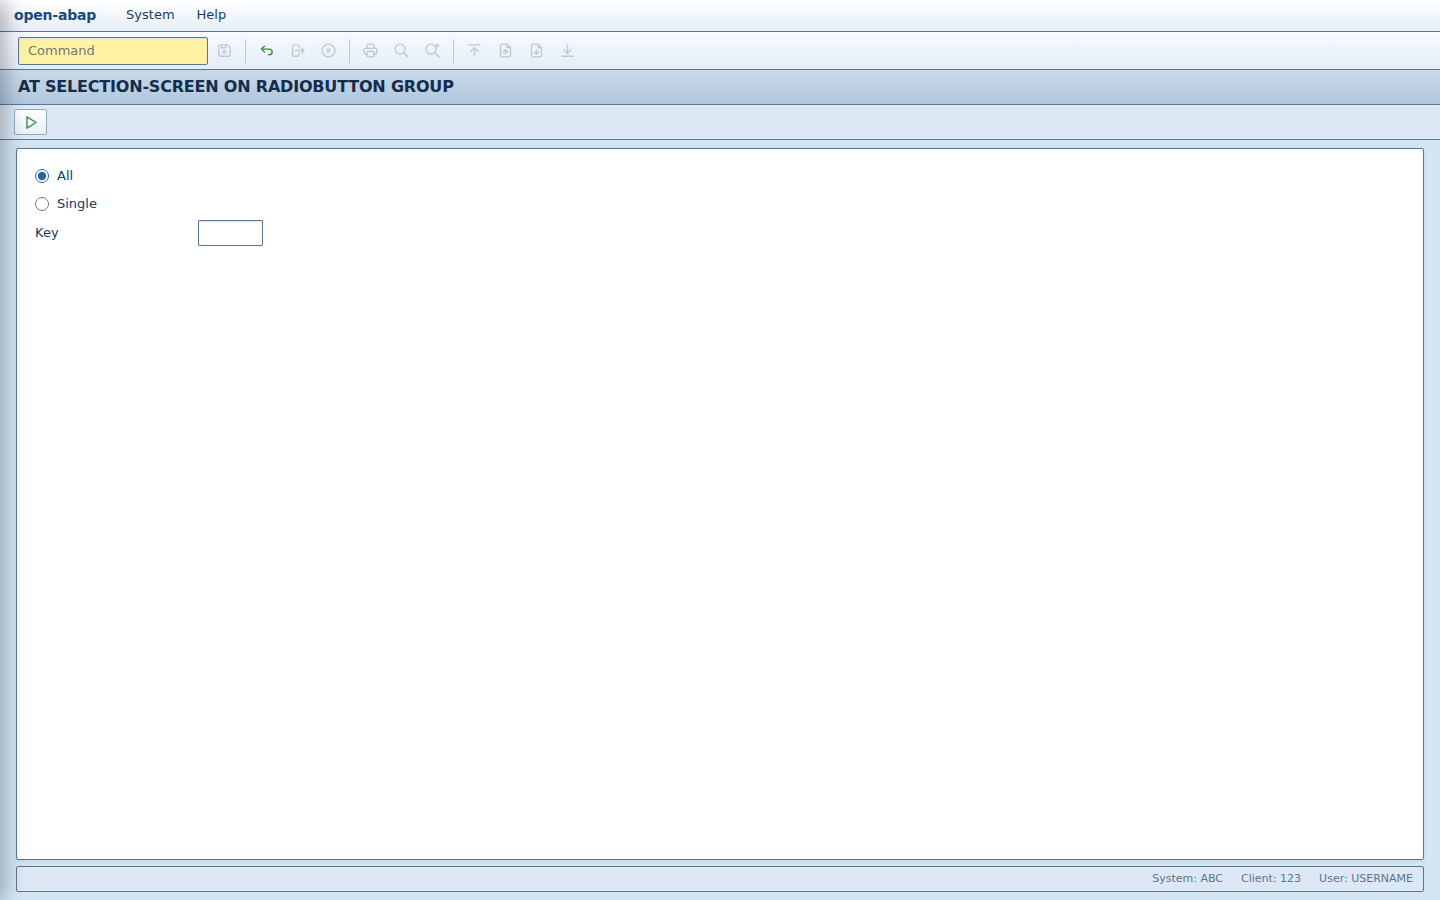 open-abap System Help
Command
AT SELECTION-SCREEN ON RADIOBUTTON GROUP
All
Single
Key
System: ABC Client: 123 User: USERNAME